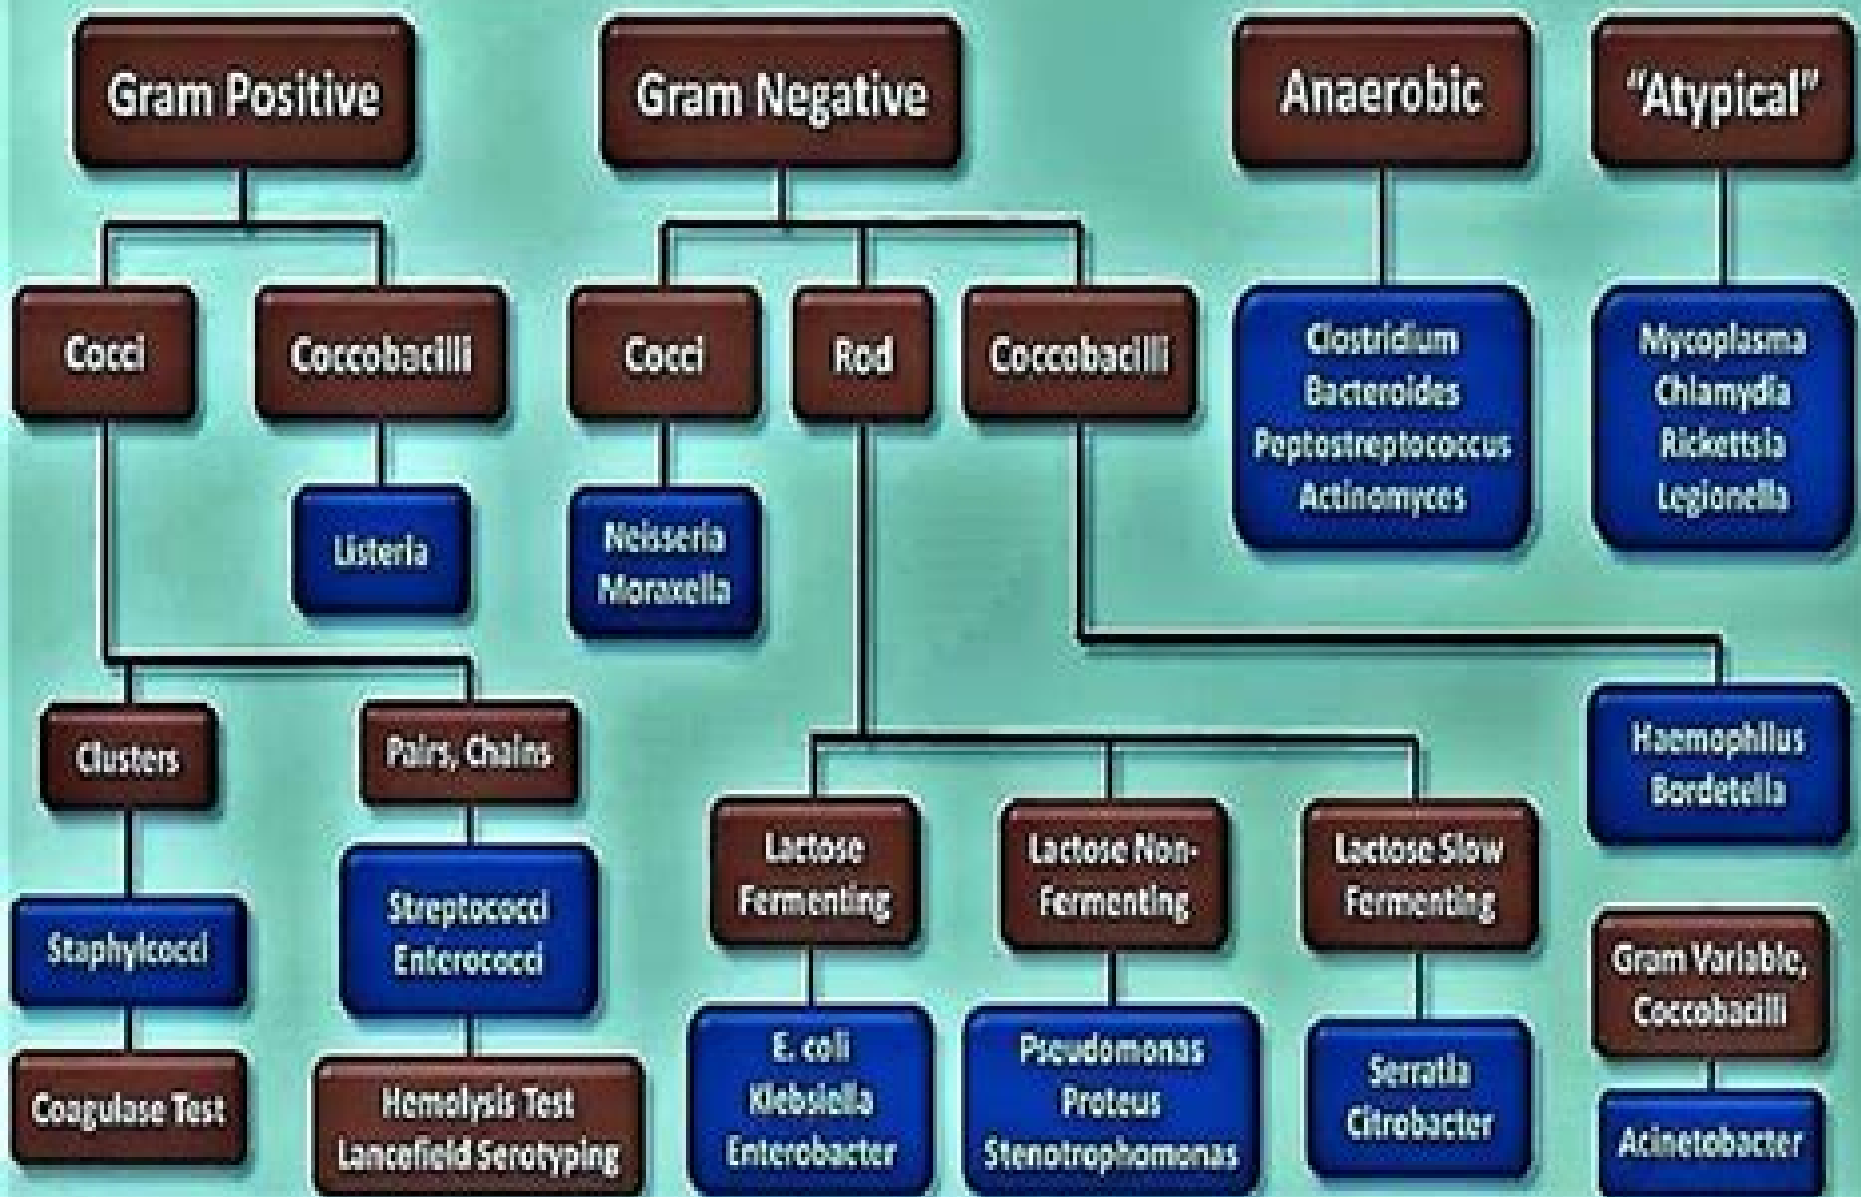 Gram Positive
Gram Negative
Anaerobic
“Atypical”
Cocci
Coccobacilli
Cocci
Rod
Coccobacilli
Clostridium
Bacteroides
Peptostreptococcus
Actinomyces
Mycoplasma
Chlamydia
Rickettsia
Legionella
Listeria
Neisseria
Moraxella
Clusters
Pairs, Chains
Haemophilus
Bordetella
Lactose
Fermenting
Lactose Non-
Fermenting
Lactose Slow
Fermenting
Staphylcocci
Streptococci
Enterococci
Gram Variable,
Coccobacilli
Coagulase Test
Hemolysis Test
Lancefield Serotyping
E. coli
Klebsiella
Enterobacter
Pseudomonas
Proteus
Stenotrophomonas
Serratia
Citrobacter
Acinetobacter